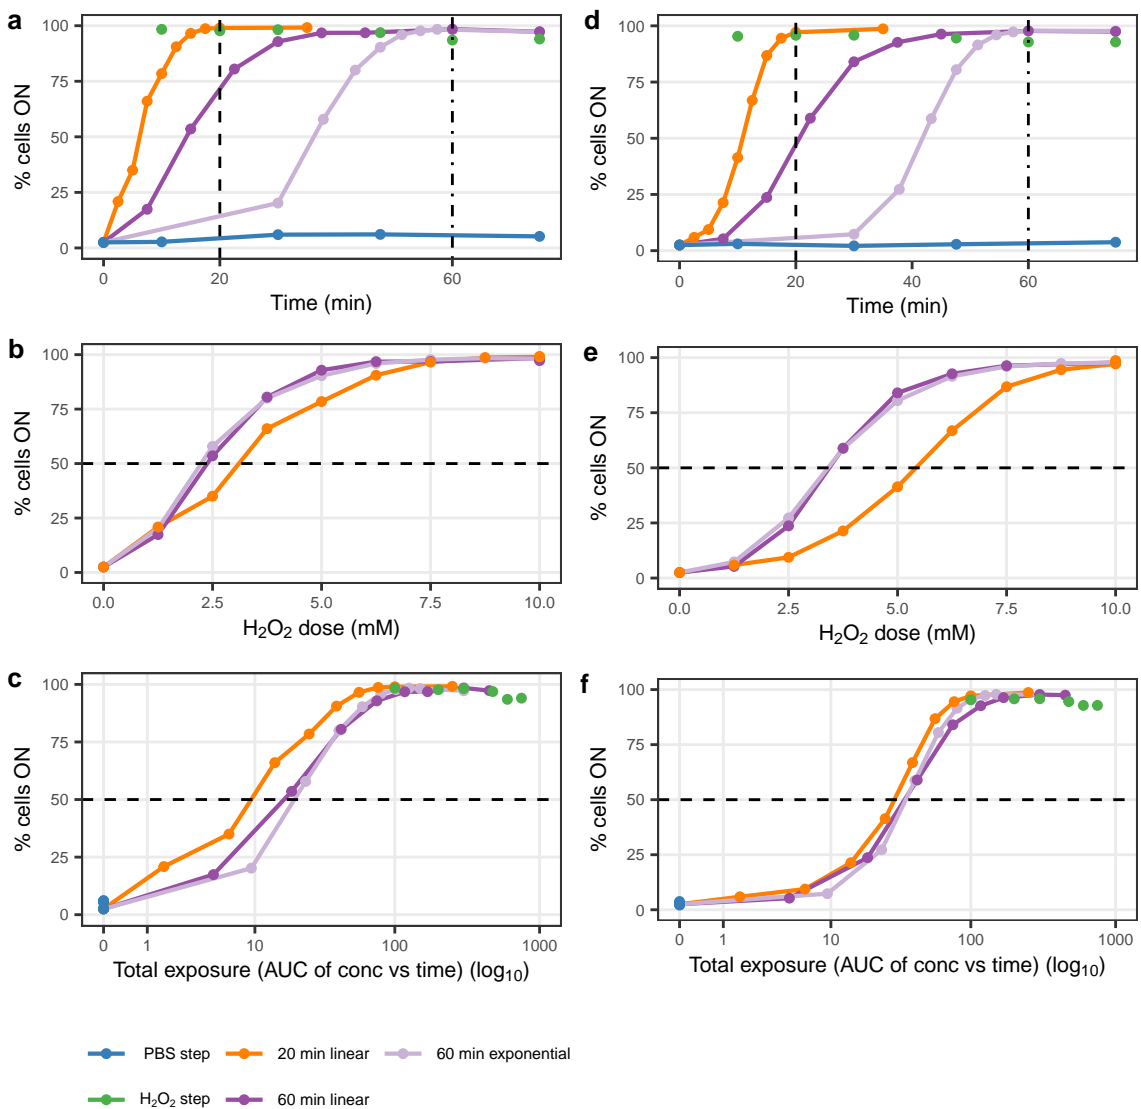 a
% cells ON
100
75
50
25
0
0 20 60
Time (min)
d
% cells ON
100
75
50
25
0
0 20 40 60
Time (min)
b
% cells ON
100
75
50
25
0
0.0 2.5 5.0 7.5 10.0
H₂O₂ dose (mM)
e
% cells ON
100
75
50
25
0
0.0 2.5 5.0 7.5 10.0
H₂O₂ dose (mM)
c
% cells ON
100
75
50
25
0
0 1 10 100 1000
Total exposure (AUC of conc vs time) (log₁₀)
f
% cells ON
100
75
50
25
0
0 1 10 100 1000
Total exposure (AUC of conc vs time) (log₁₀)
PBS step 20 min linear 60 min exponential
H₂O₂ step 60 min linear